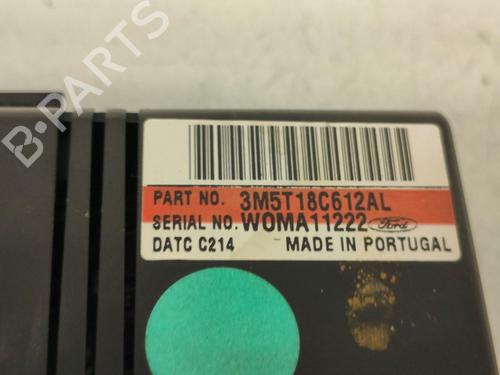 B-PARTS
PART NO. 3M5T18C612AL
SERIAL NO. WOMA11222 Ford
DATC C214 MADE IN PORTUGAL